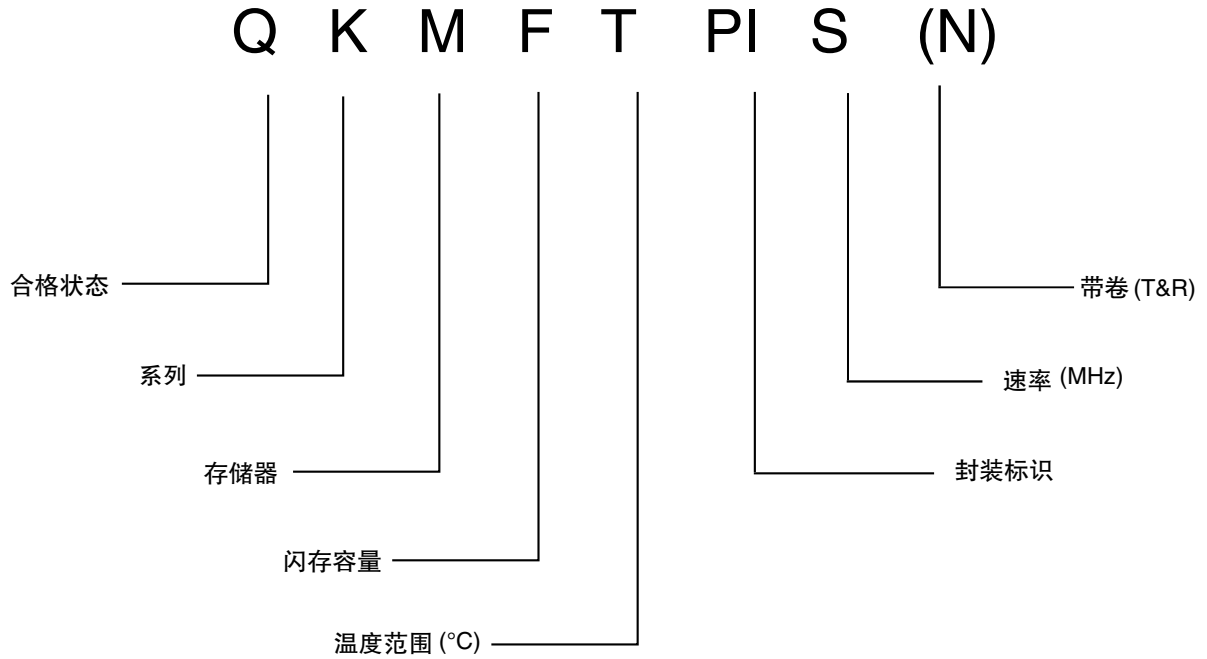 Q K M F T PI S (N)
合格状态
带卷 (T&R)
系列
速率 (MHz)
存储器
封装标识
闪存容量
温度范围 (°C)